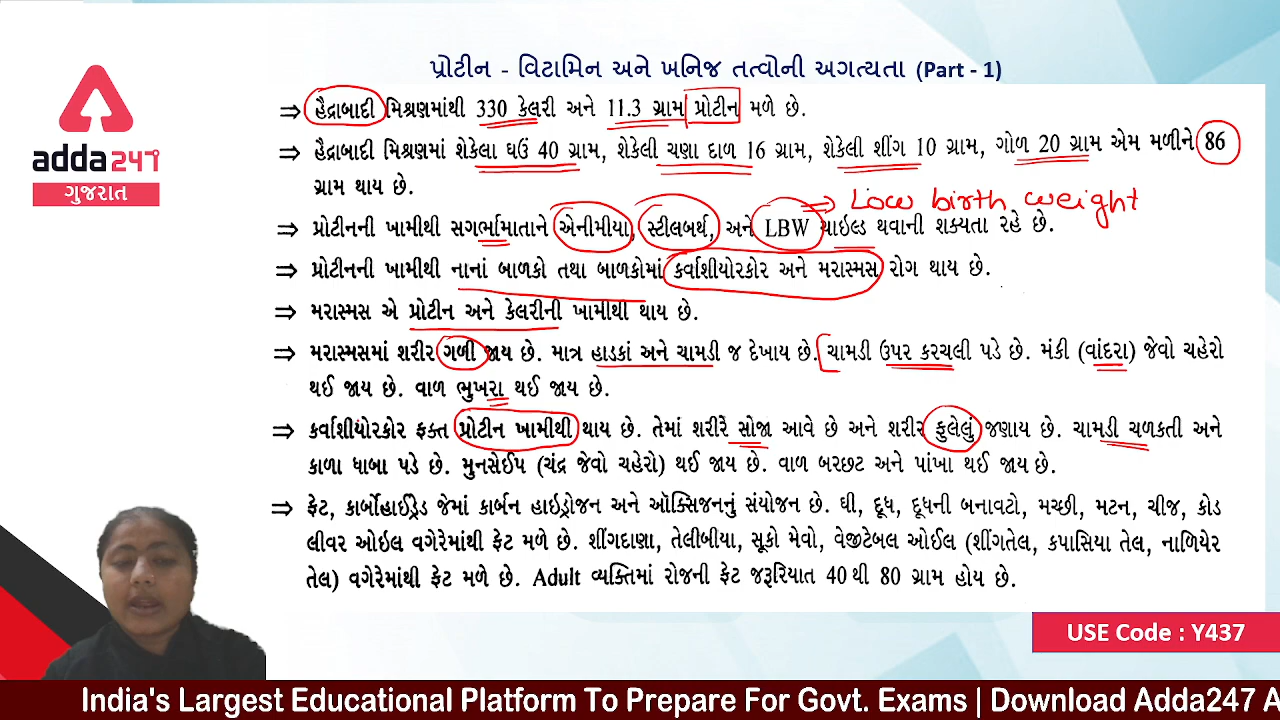 પ્રોટીન - વિટામિન અને ખનિજ તત્વોની અગત્યતા (Part - 1)
adda247
ગુજરાત
⇒ હૈદ્રાબાદી મિશ્રણમાંથી 330 કેલરી અને 11.3 ગ્રામ પ્રોટીન મળે છે.
⇒ હૈદ્રાબાદી મિશ્રણમાં શેકેલા ઘઉં 40 ગ્રામ, શેકેલી ચણા દાળ 16 ગ્રામ, શેકેલી શીંગ 10 ગ્રામ, ગોળ 20 ગ્રામ એમ મળીને 86
ગ્રામ થાય છે.
⇒ Low birth weight
⇒ પ્રોટીનની ખામીથી સગર્ભામાતાને એનીમીયા, સ્ટીલબર્થ, અને LBW ચાઇલ્ડ થવાની શક્યતા રહે છે.
⇒ પ્રોટીનની ખામીથી નાનાં બાળકો તથા બાળકોમાં કર્વાશીયોરકોર અને મરાસ્મસ રોગ થાય છે.
⇒ મરાસ્મસ એ પ્રોટીન અને કેલરીની ખામીથી થાય છે.
⇒ મરાસ્મસમાં શરીર ગળી જાય છે. માત્ર હાડકાં અને ચામડી જ દેખાય છે. ચામડી ઉપર કરચલી પડે છે. મંકી (વાંદરા) જેવો ચહેરો
થઈ જાય છે. વાળ ભુખરા થઈ જાય છે.
⇒ કર્વાશીયોરકોર ફક્ત પ્રોટીન ખામીથી થાય છે. તેમાં શરીરે સોજા આવે છે અને શરીર ફુલેલું જણાય છે. ચામડી ચળકતી અને
કાળા ધાબા પડે છે. મુનસેઈપ (ચંદ્ર જેવો ચહેરો) થઈ જાય છે. વાળ બરછટ અને પાંખા થઈ જાય છે.
⇒ ફેટ, કાર્બોહાઈડ્રેડ જેમાં કાર્બન હાઇડ્રોજન અને ઑક્સિજનનું સંયોજન છે. ઘી, દૂધ, દૂધની બનાવટો, મચ્છી, મટન, ચીજ, કોડ
લીવર ઓઇલ વગેરેમાંથી ફેટ મળે છે. શીંગદાણા, તેલીબીયા, સૂકો મેવો, વેજીટેબલ ઓઈલ (શીંગતેલ, કપાસિયા તેલ, નાળિયેર
તેલ) વગેરેમાંથી ફેટ મળે છે. Adult વ્યક્તિમાં રોજની ફેટ જરૂરિયાત 40 થી 80 ગ્રામ હોય છે.
USE Code : Y437
India's Largest Educational Platform To Prepare For Govt. Exams | Download Adda247 A